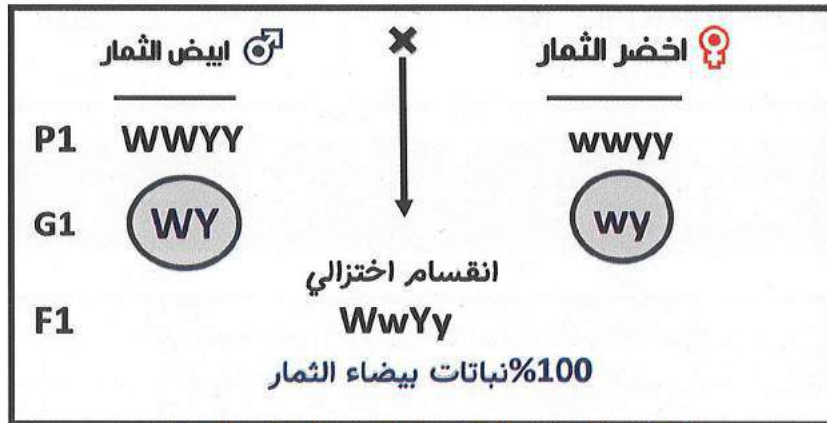 اخضر الثمار × ابيض الثمار
P1 WWYY wwyy
G1 WY wy
انقسام اختزالي
F1 WwYy
100%نباتات بيضاء الثمار